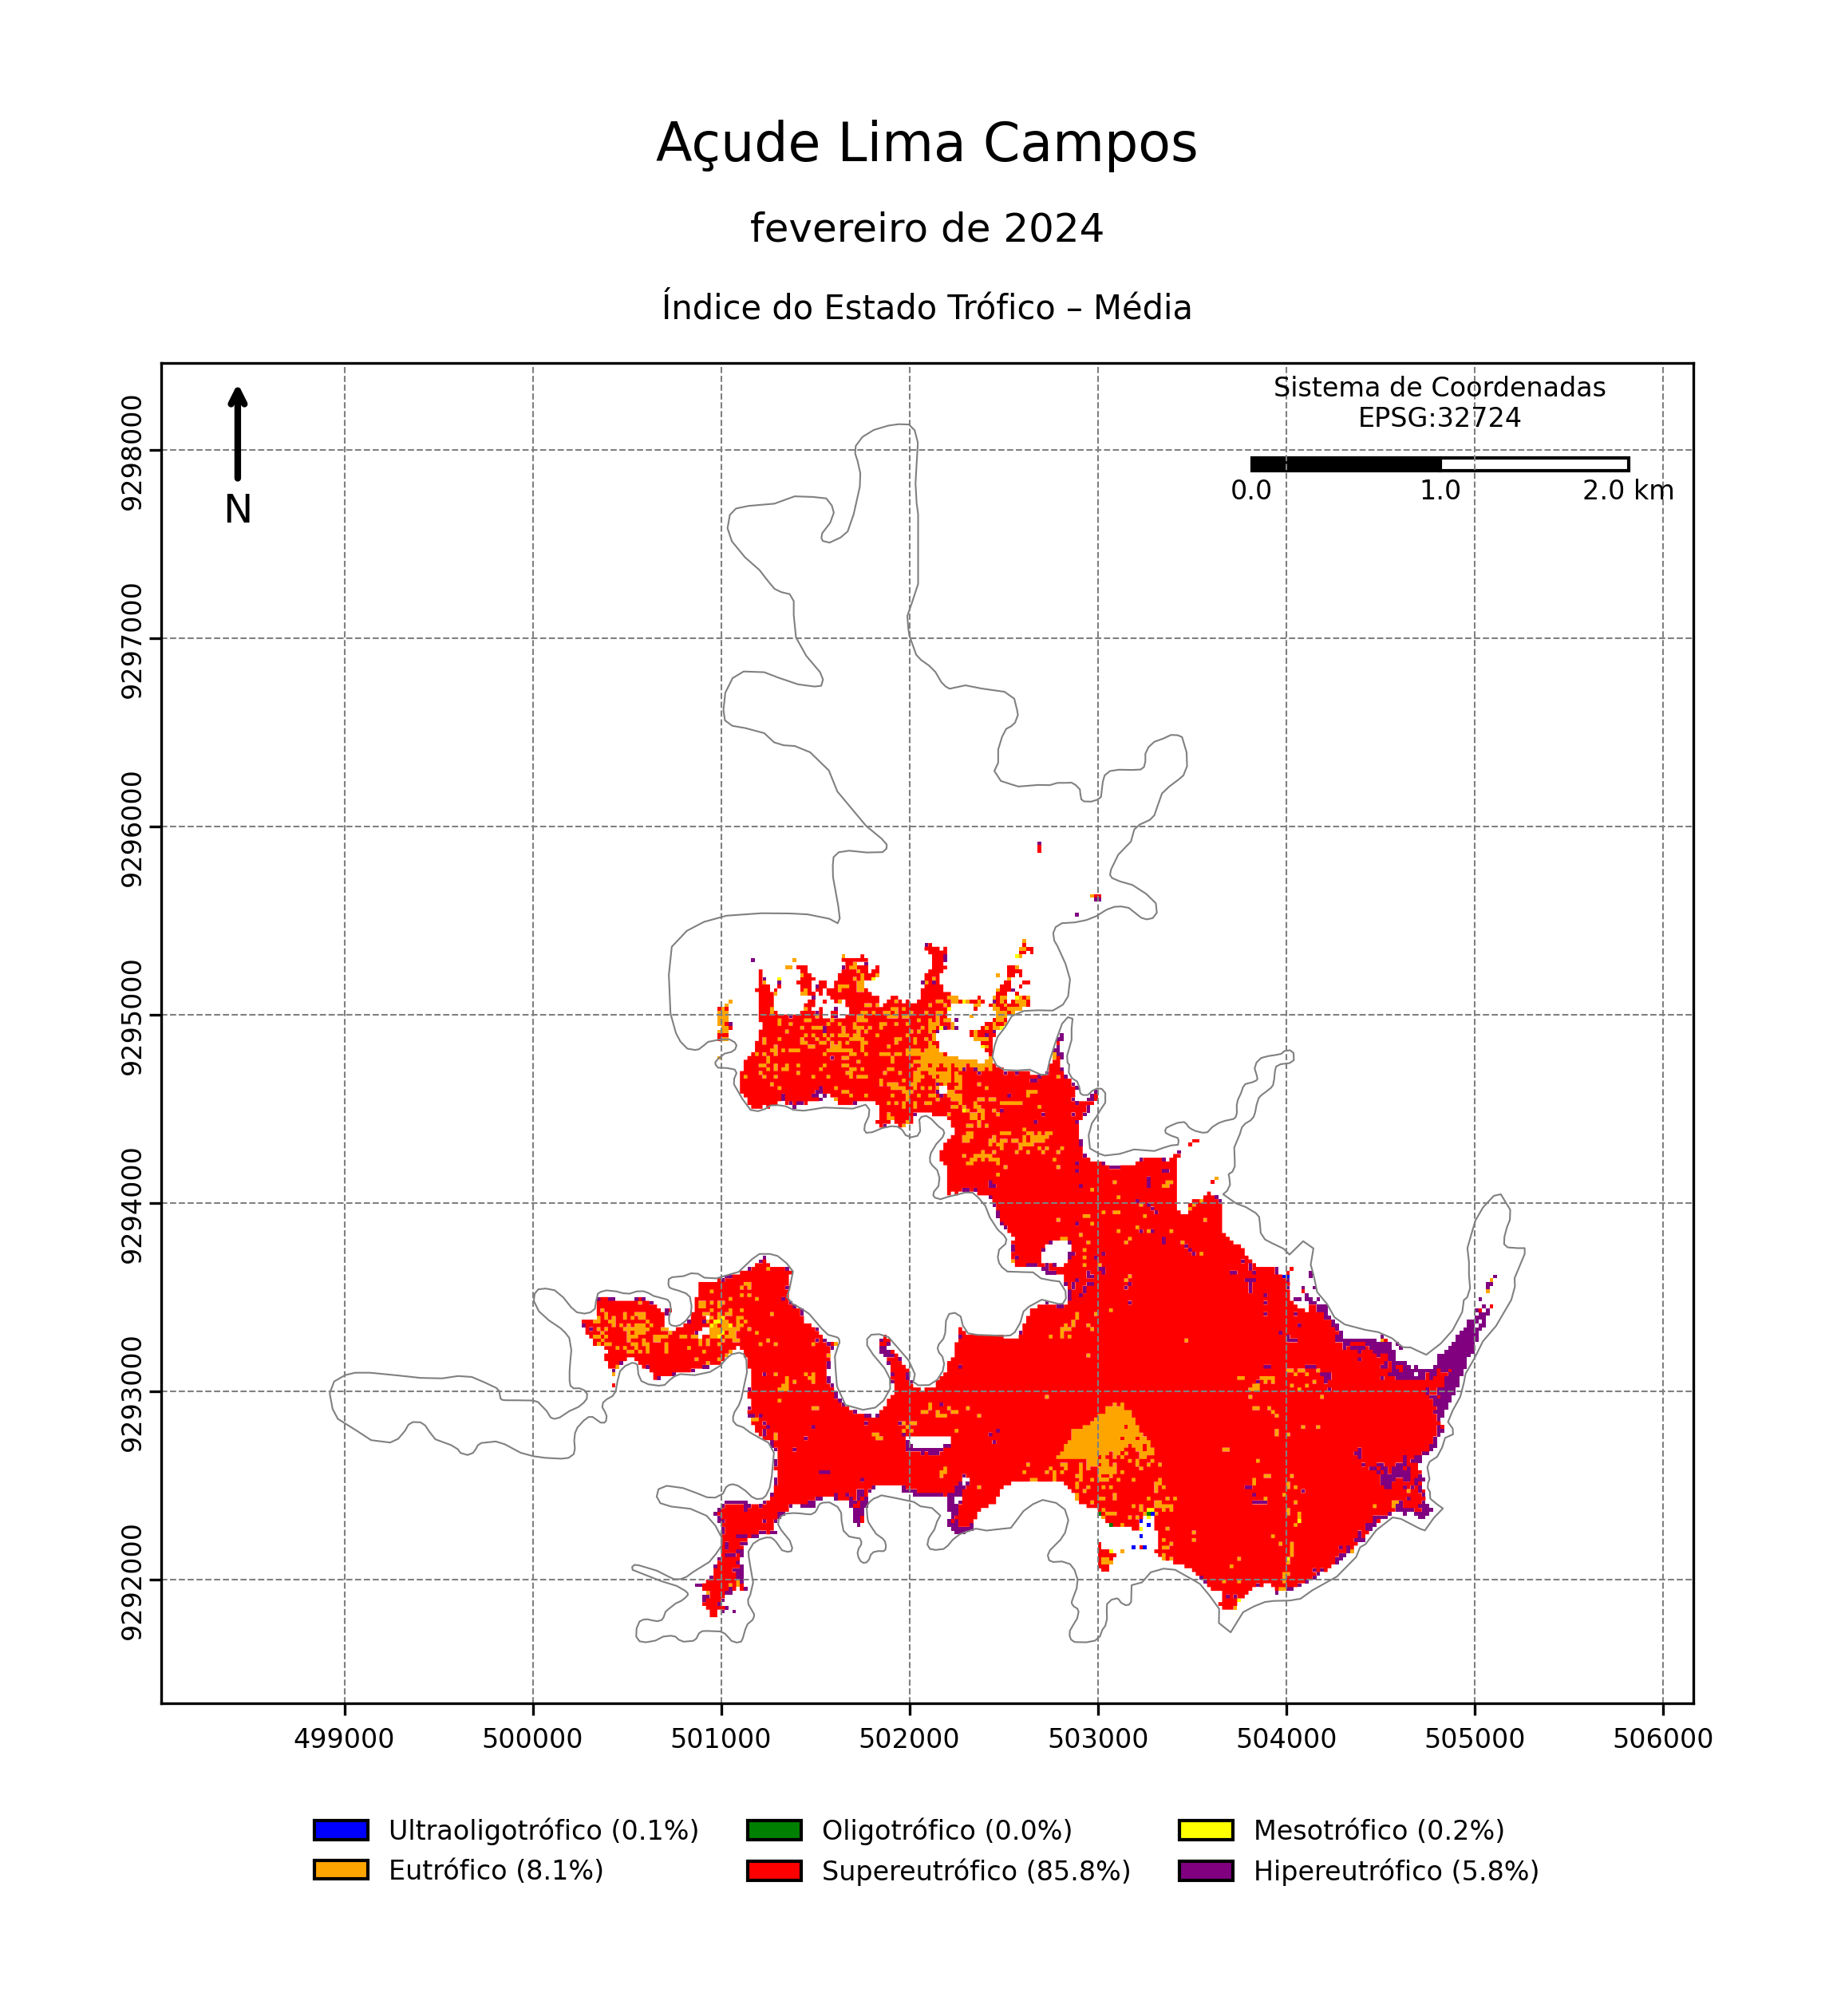 Açude Lima Campos
fevereiro de 2024
Índice do Estado Trófico – Média
Sistema de Coordenadas
EPSG:32724
0.0 1.0 2.0 km
N
9298000
9297000
9296000
9295000
9294000
9293000
9292000
499000 500000 501000 502000 503000 504000 505000 506000
Ultraoligotrófico (0.1%) Oligotrófico (0.0%) Mesotrófico (0.2%)
Eutrófico (8.1%) Supereutrófico (85.8%) Hipereutrófico (5.8%)